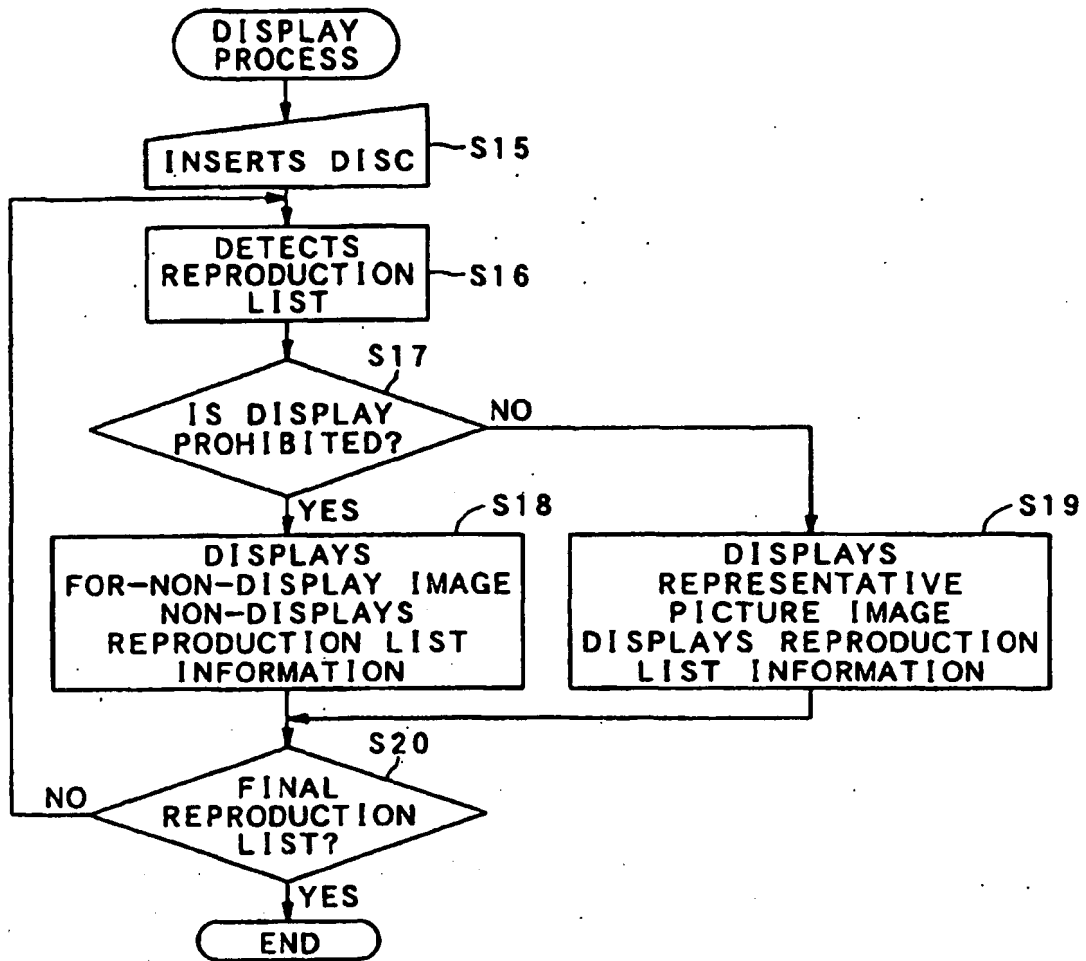 DISPLAY
PROCESS
INSERTS DISC
S15
DETECTS
REPRODUCTION
LIST
S16
S17
IS DISPLAY
PROHIBITED?
NO
YES
S18
DISPLAYS
FOR-NON-DISPLAY IMAGE
NON-DISPLAYS
REPRODUCTION LIST
INFORMATION
S19
DISPLAYS
REPRESENTATIVE
PICTURE IMAGE
DISPLAYS REPRODUCTION
LIST INFORMATION
S20
FINAL
REPRODUCTION
LIST?
NO
YES
END